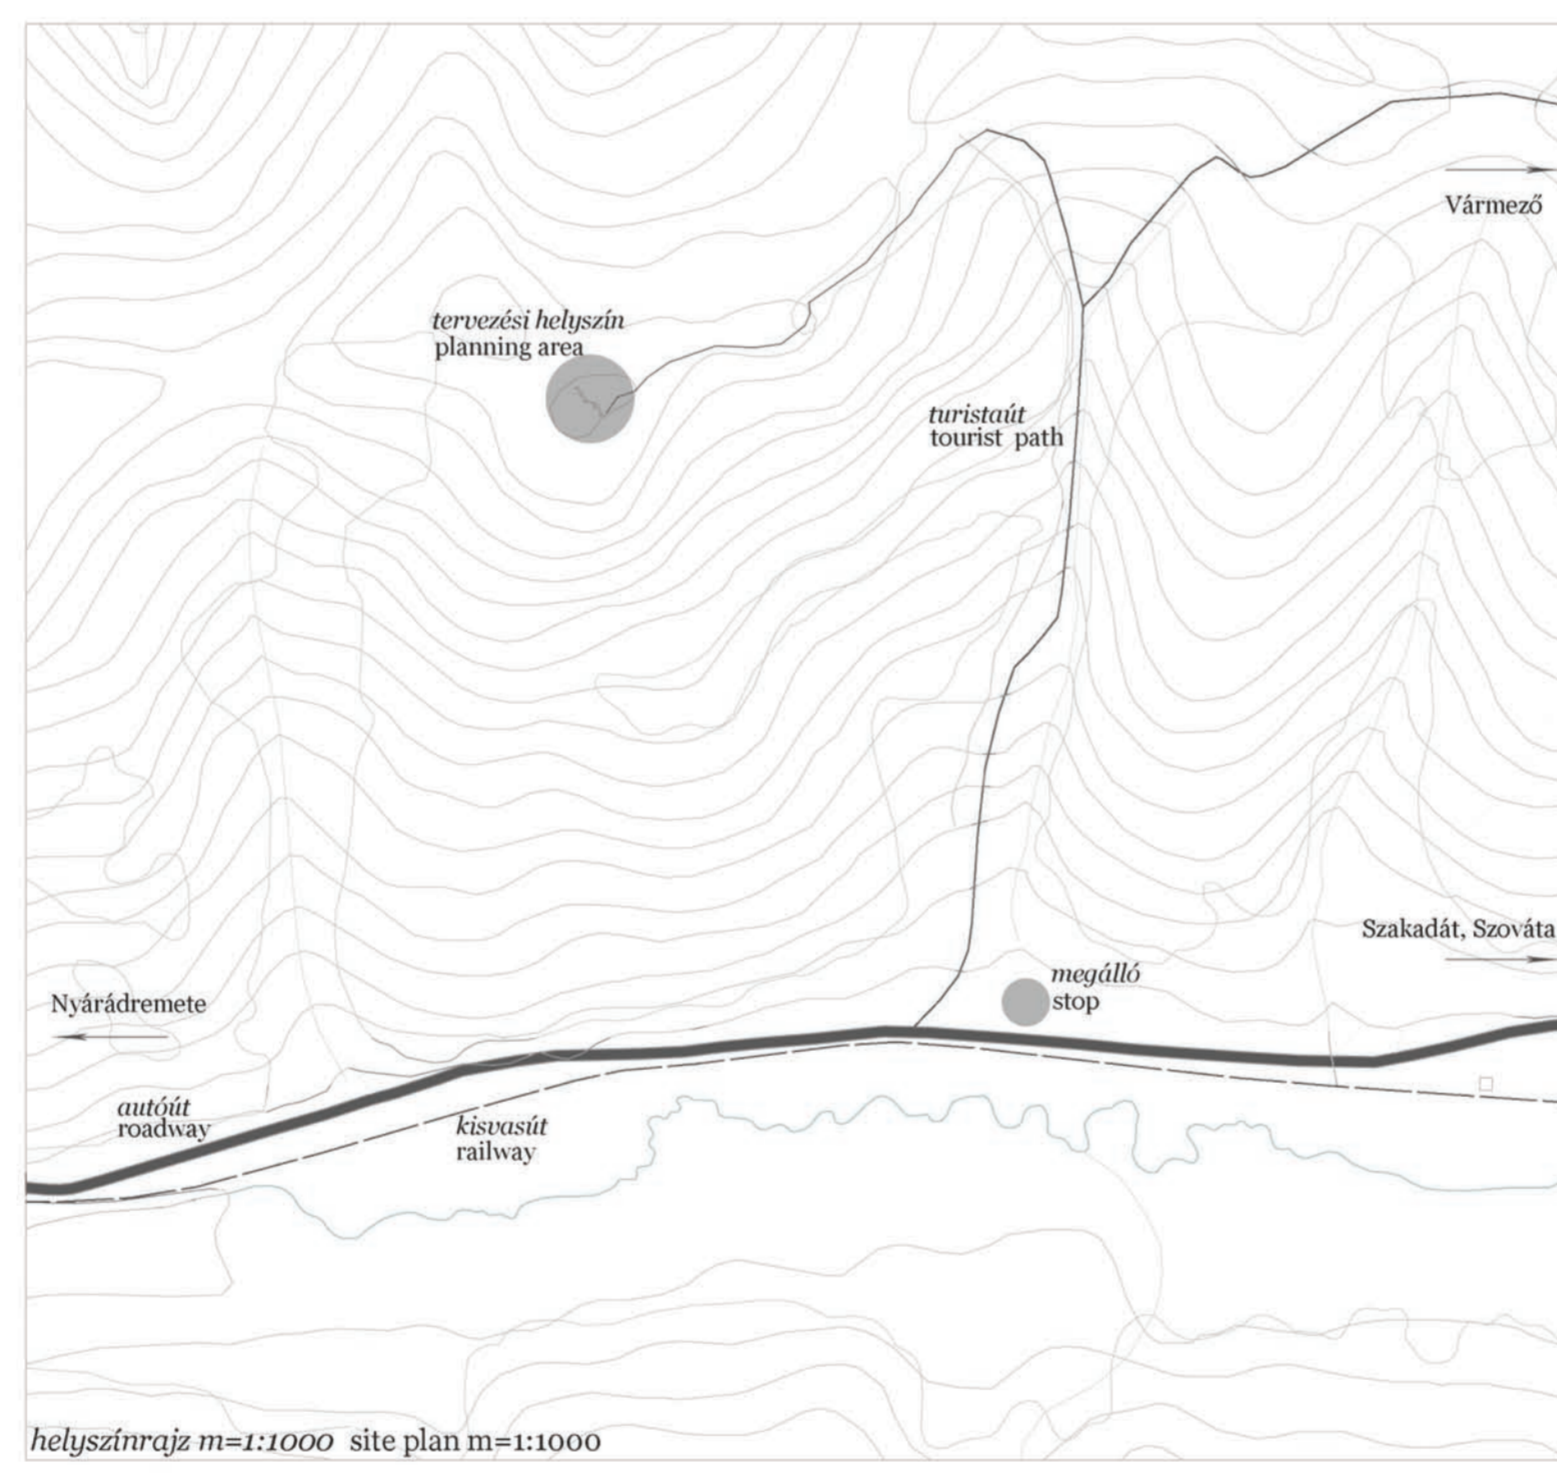 Vármező
tervezési helyszín
planning area
turistaút
tourist path
Szakadát, Szováta
megálló
stop
Nyárádremete
autóút
roadway
kisvasút
railway
helyszínrajz m=1:1000 site plan m=1:1000